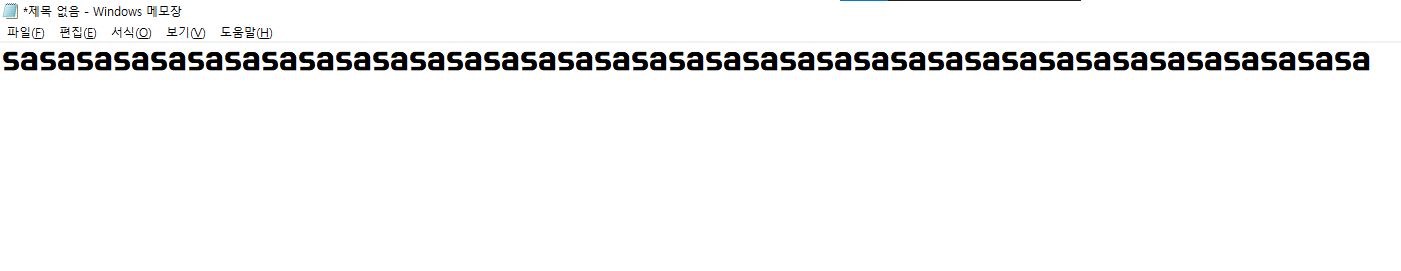 *제목 없음 - Windows 메모장
파일(F) 편집(E) 서식(O) 보기(V) 도움말(H)
sasasasasasasasasasasasasasasasasasasasasasasasasasasasasasasasasasasasasa